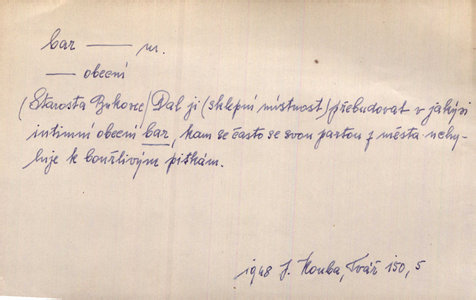 bar —— m.
—— obecní
(Starosta Bukovec) Dal ji (sklepní místnost) přebudovat v jakýsi
intimní obecní bar, kam se často se svou partou z města uchy-
luje k bouřlivým pitkám.
1948 J. Kouba, Tvář 150, 5